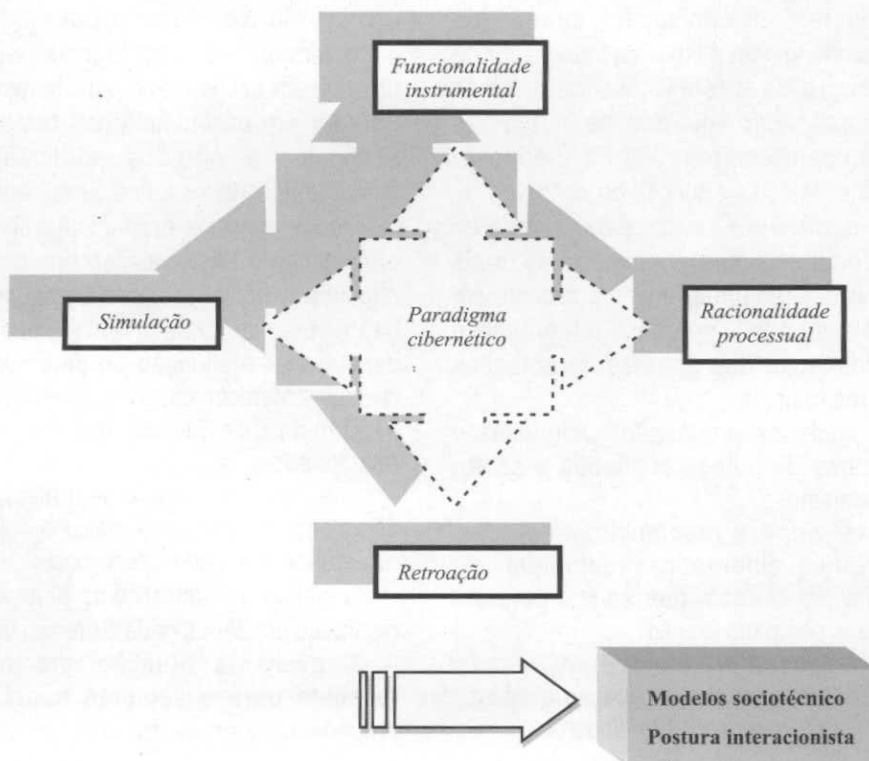 Funcionalidade
instrumental
Simulação
Paradigma
cibernético
Racionalidade
processual
Retroação
Modelos sociotécnico
Postura interacionista